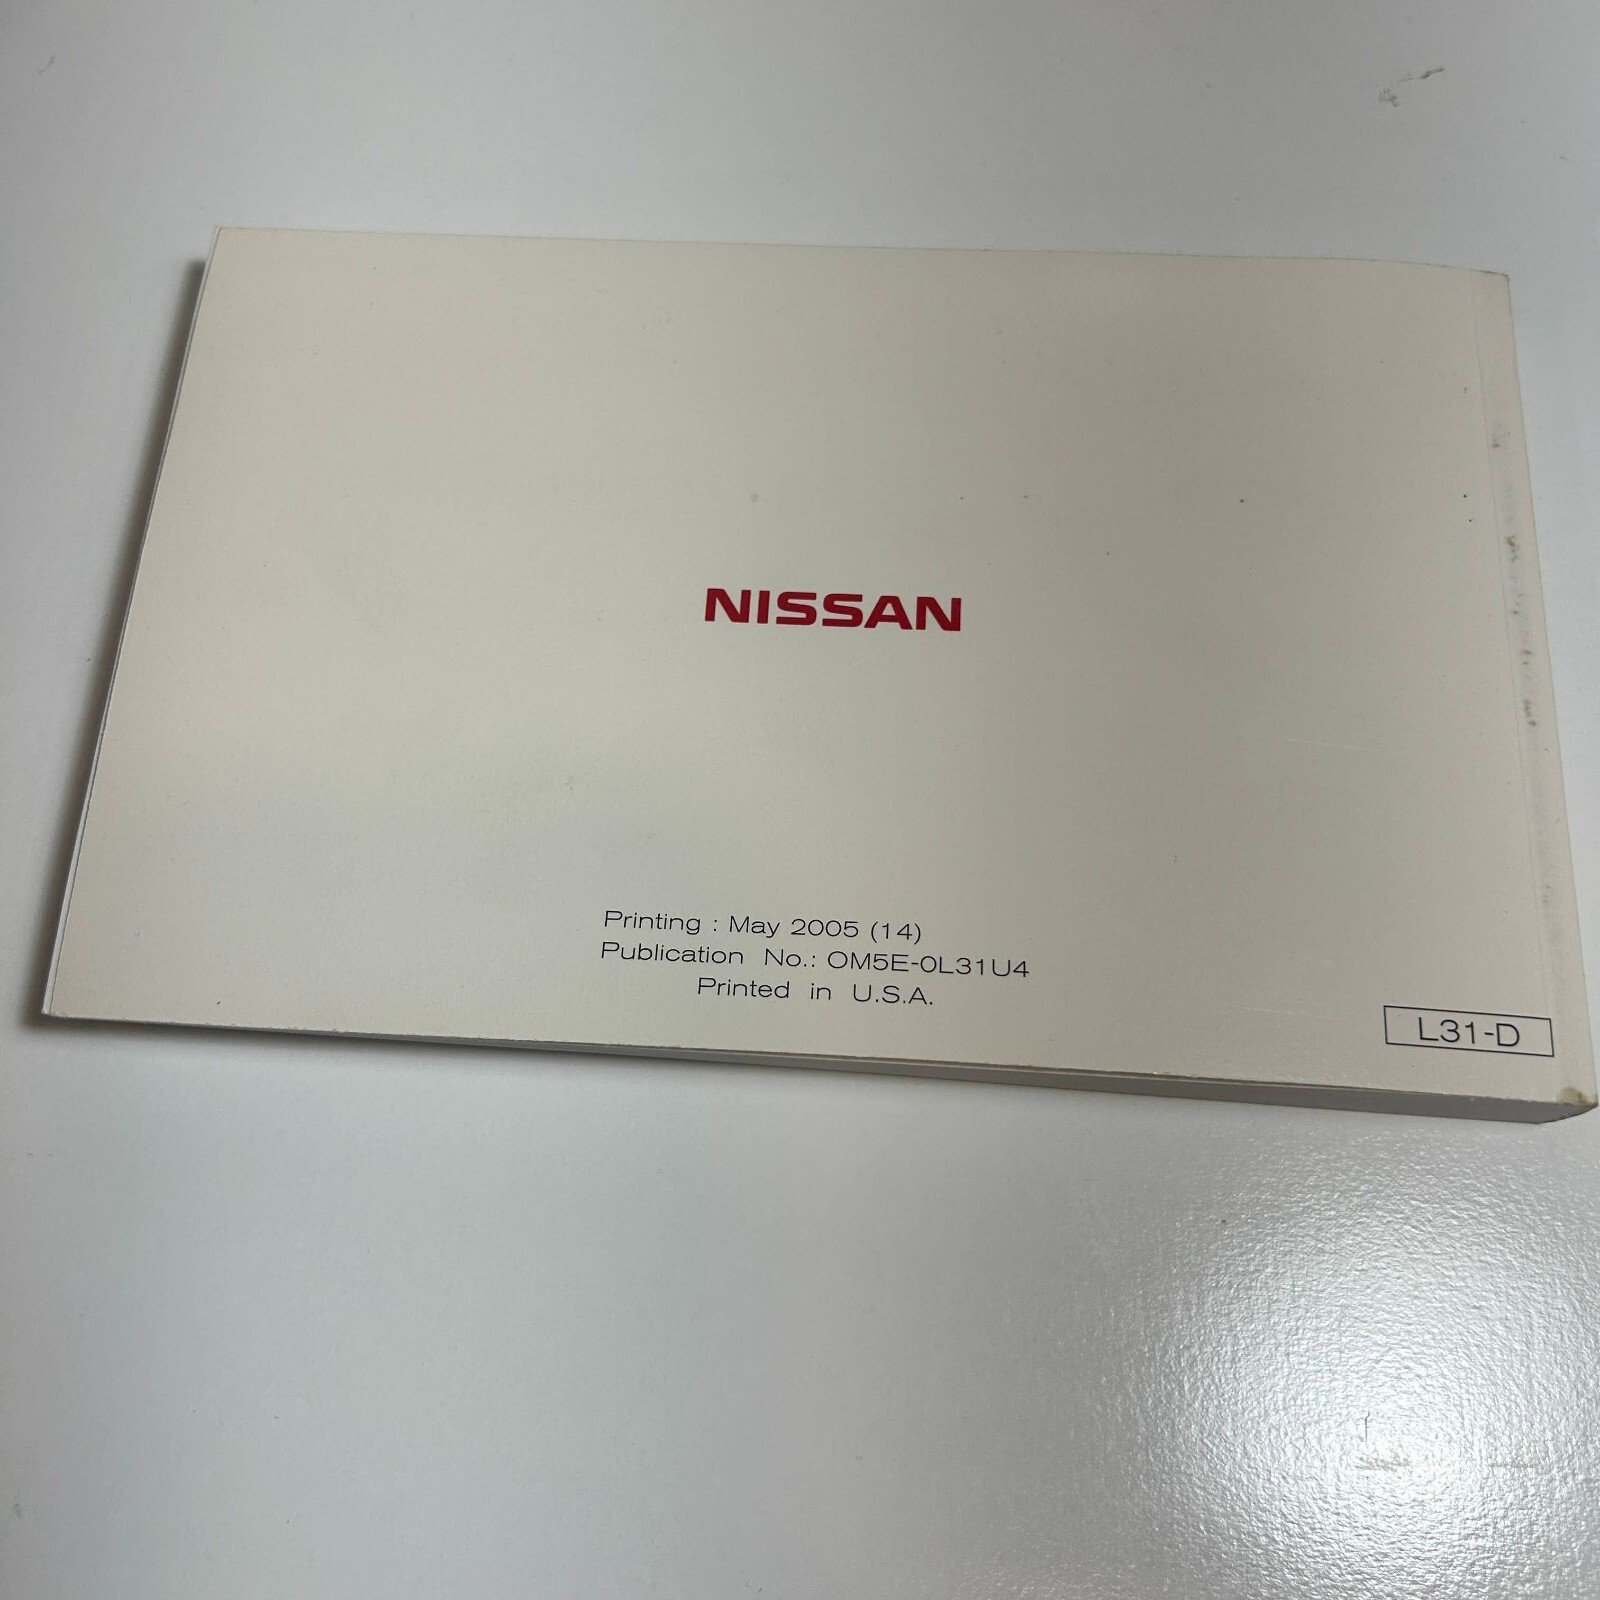 NISSAN
Printing : May 2005 (14)
Publication No.: OM5E-0L31U4
Printed in U.S.A.
L31-D